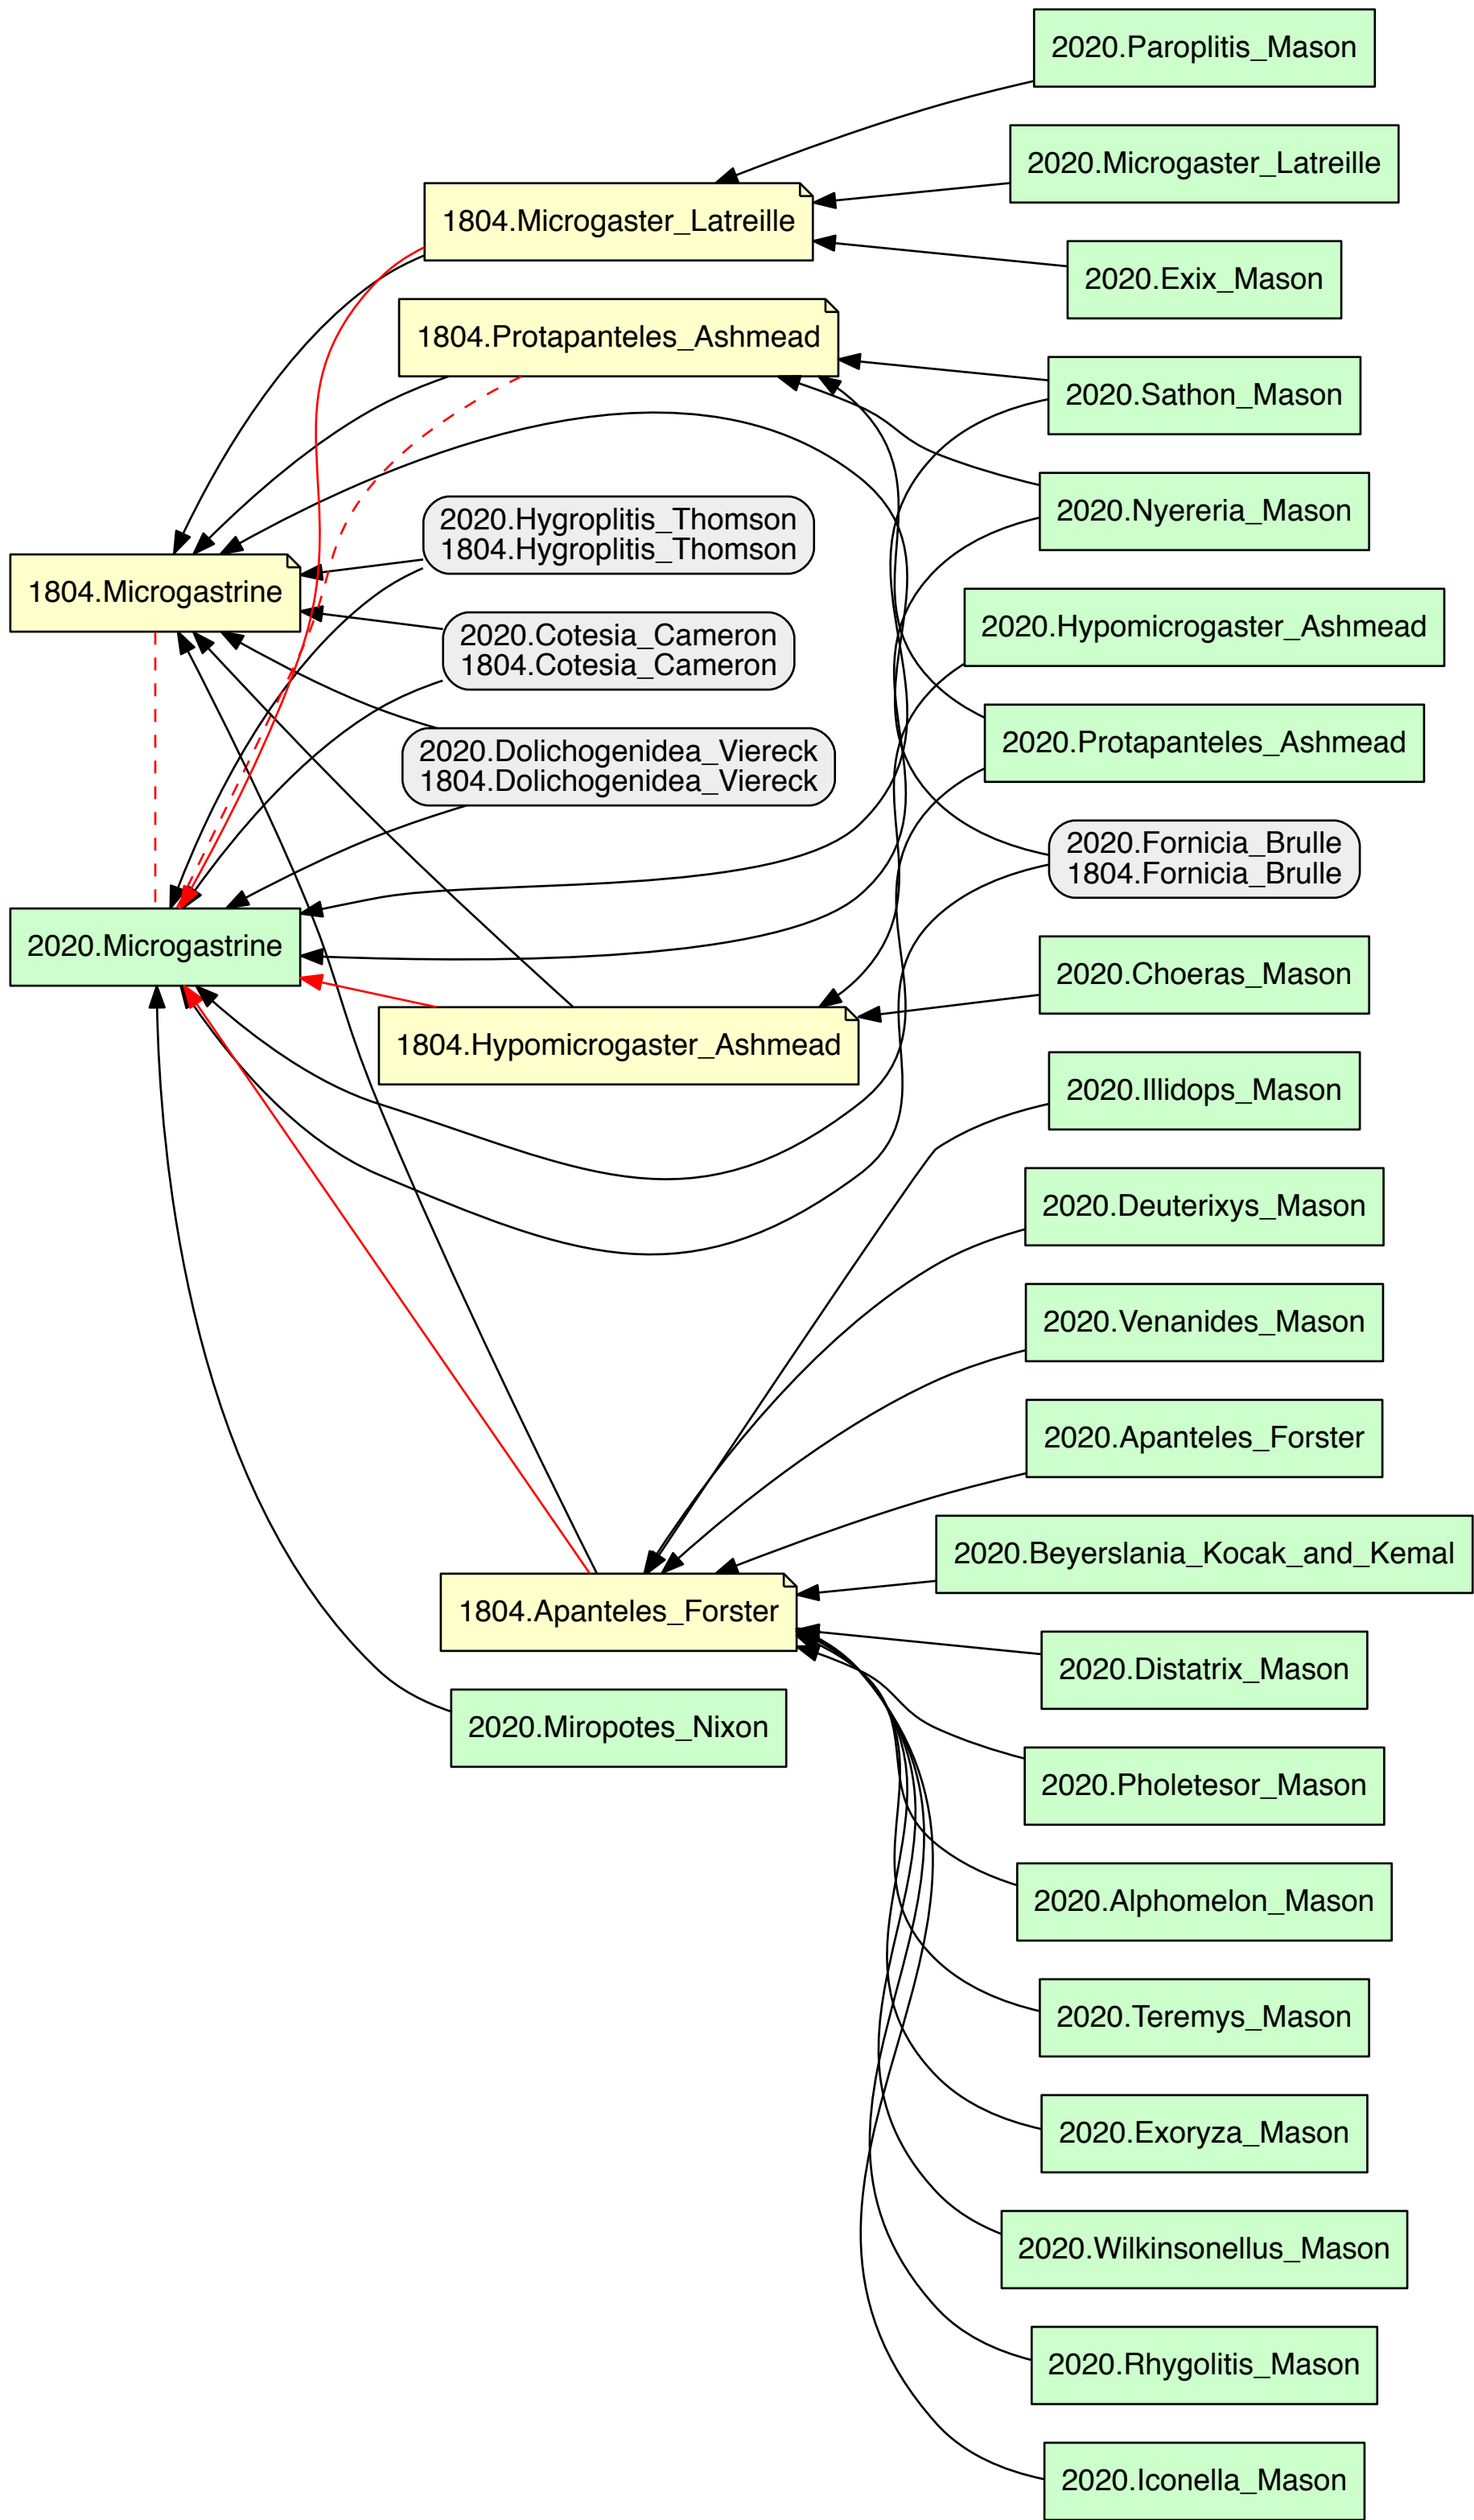 2020.Paroplitis_Mason
2020.Microgaster_Latreille
1804.Microgaster_Latreille
2020.Exix_Mason
1804.Protapanteles_Ashmead
2020.Sathon_Mason
2020.Nyereria_Mason
2020.Hygroplitis_Thomson
1804.Hygroplitis_Thomson
1804.Microgastrine
2020.Hypomicrogaster_Ashmead
2020.Cotesia_Cameron
1804.Cotesia_Cameron
2020.Protapanteles_Ashmead
2020.Dolichogenidea_Viereck
1804.Dolichogenidea_Viereck
2020.Fornicia_Brulle
1804.Fornicia_Brulle
2020.Microgastrine
2020.Choeras_Mason
1804.Hypomicrogaster_Ashmead
2020.Illidops_Mason
2020.Deuterixys_Mason
2020.Venanides_Mason
2020.Apanteles_Forster
2020.Beyerslania_Kocak_and_Kemal
1804.Apanteles_Forster
2020.Distatrix_Mason
2020.Miropotes_Nixon
2020.Pholetesor_Mason
2020.Alphomelon_Mason
2020.Teremys_Mason
2020.Exoryza_Mason
2020.Wilkinsonellus_Mason
2020.Rhygolitis_Mason
2020.Iconella_Mason